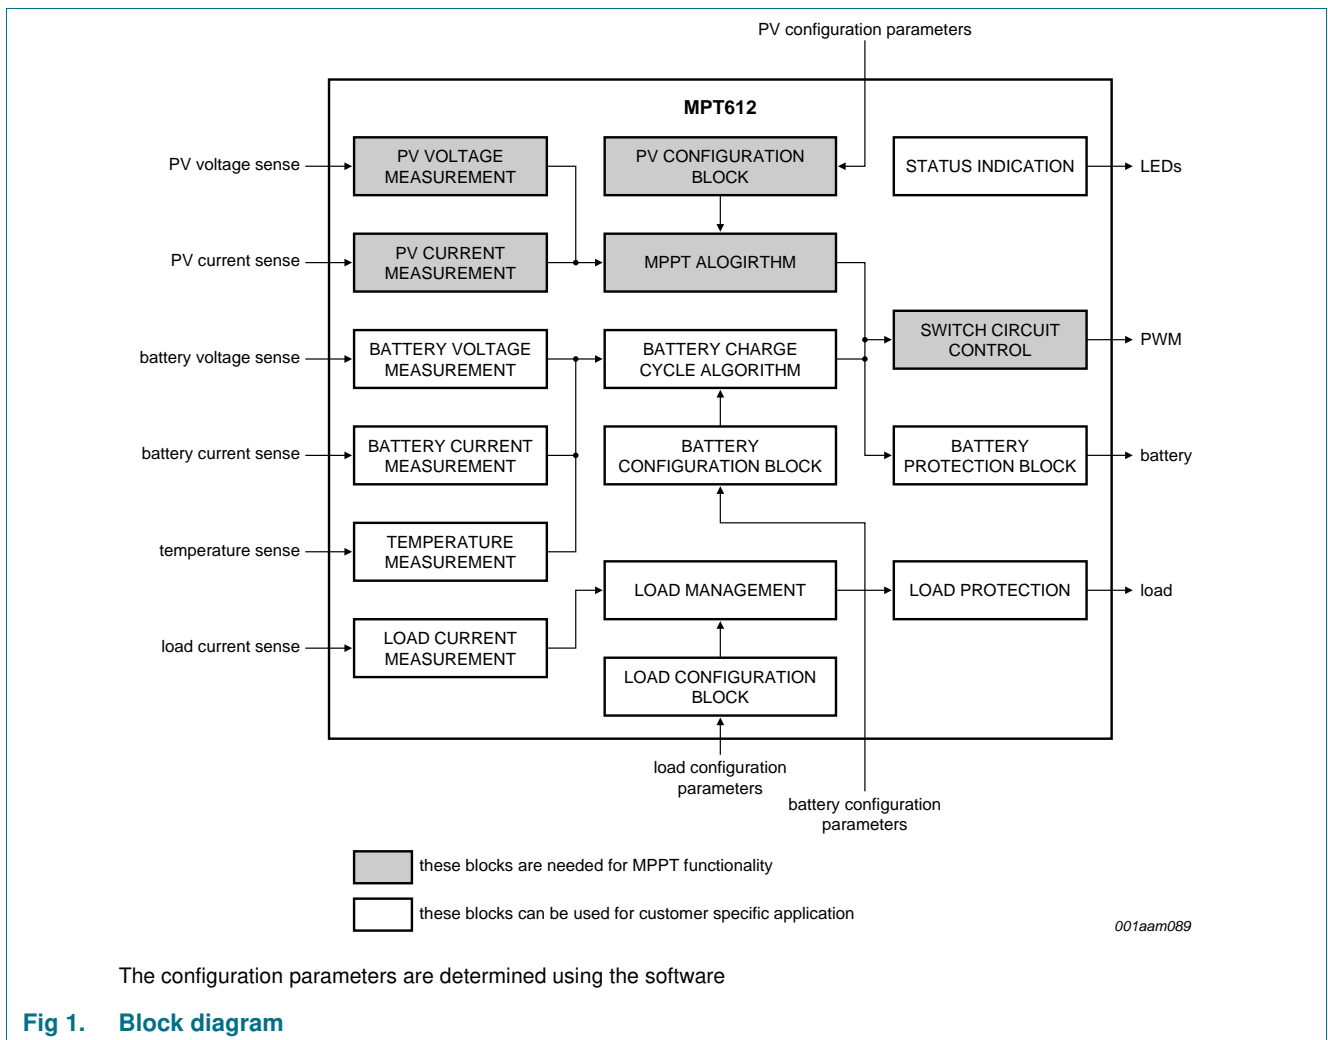 PV configuration parameters
MPT612
PV voltage sense
PV VOLTAGE
MEASUREMENT
PV CONFIGURATION
BLOCK
STATUS INDICATION
LEDs
PV current sense
PV CURRENT
MEASUREMENT
MPPT ALOGIRTHM
SWITCH CIRCUIT
CONTROL
PWM
battery voltage sense
BATTERY VOLTAGE
MEASUREMENT
BATTERY CHARGE
CYCLE ALGORITHM
battery current sense
BATTERY CURRENT
MEASUREMENT
BATTERY
CONFIGURATION BLOCK
BATTERY
PROTECTION BLOCK
battery
temperature sense
TEMPERATURE
MEASUREMENT
LOAD MANAGEMENT
LOAD PROTECTION
load
load current sense
LOAD CURRENT
MEASUREMENT
LOAD CONFIGURATION
BLOCK
load configuration
parameters
battery configuration
parameters
these blocks are needed for MPPT functionality
these blocks can be used for customer specific application
001aam089
The configuration parameters are determined using the software
Fig 1. Block diagram